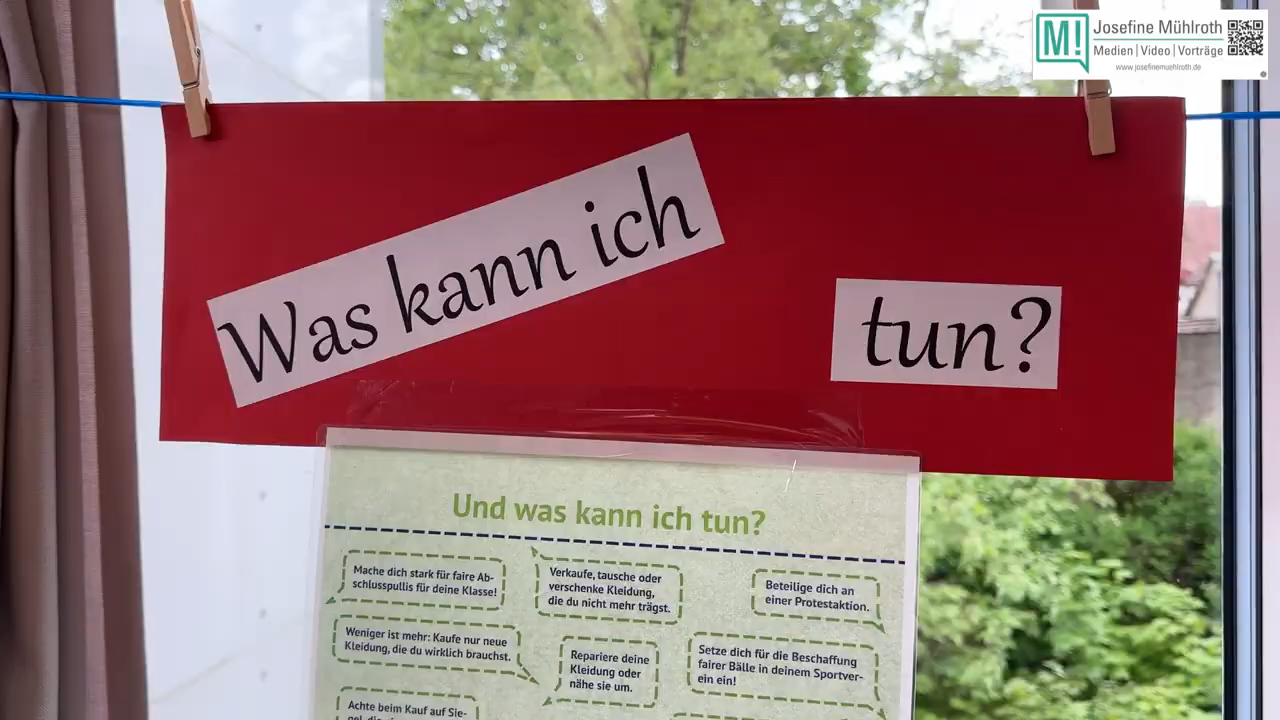 M!
Josefine Mühlroth
Medien | Video | Vorträge
www.josefinemuehlroth.de
Was kann ich
tun?
Und was kann ich tun?
Mache dich stark für faire Ab-
schlusspullis für deine Klasse!
Verkaufe, tausche oder
verschenke Kleidung,
die du nicht mehr trägst.
Beteilige dich an
einer Protestaktion.
Weniger ist mehr: Kaufe nur neue
Kleidung, die du wirklich brauchst.
Repariere deine
Kleidung oder
nähe sie um.
Setze dich für die Beschaffung
fairer Bälle in deinem Sportver-
ein ein!
Achte beim Kauf auf Sie-